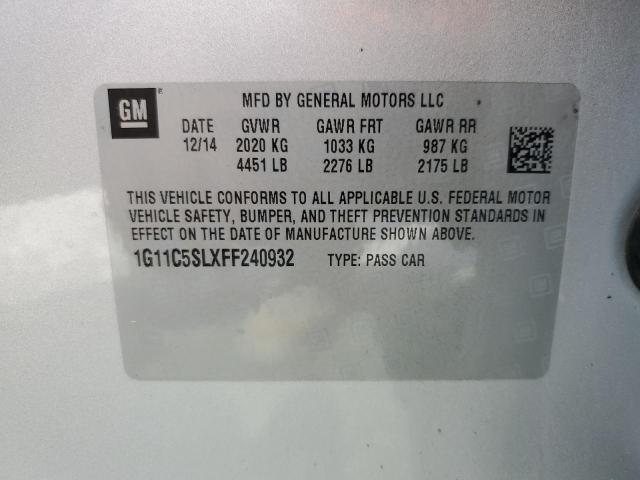 GM ®
MFD BY GENERAL MOTORS LLC
DATE GVWR GAWR FRT GAWR RR
12/14 2020 KG 1033 KG 987 KG
4451 LB 2276 LB 2175 LB
THIS VEHICLE CONFORMS TO ALL APPLICABLE U.S. FEDERAL MOTOR
VEHICLE SAFETY, BUMPER, AND THEFT PREVENTION STANDARDS IN
EFFECT ON THE DATE OF MANUFACTURE SHOWN ABOVE.
1G11C5SLXFF240932 TYPE: PASS CAR